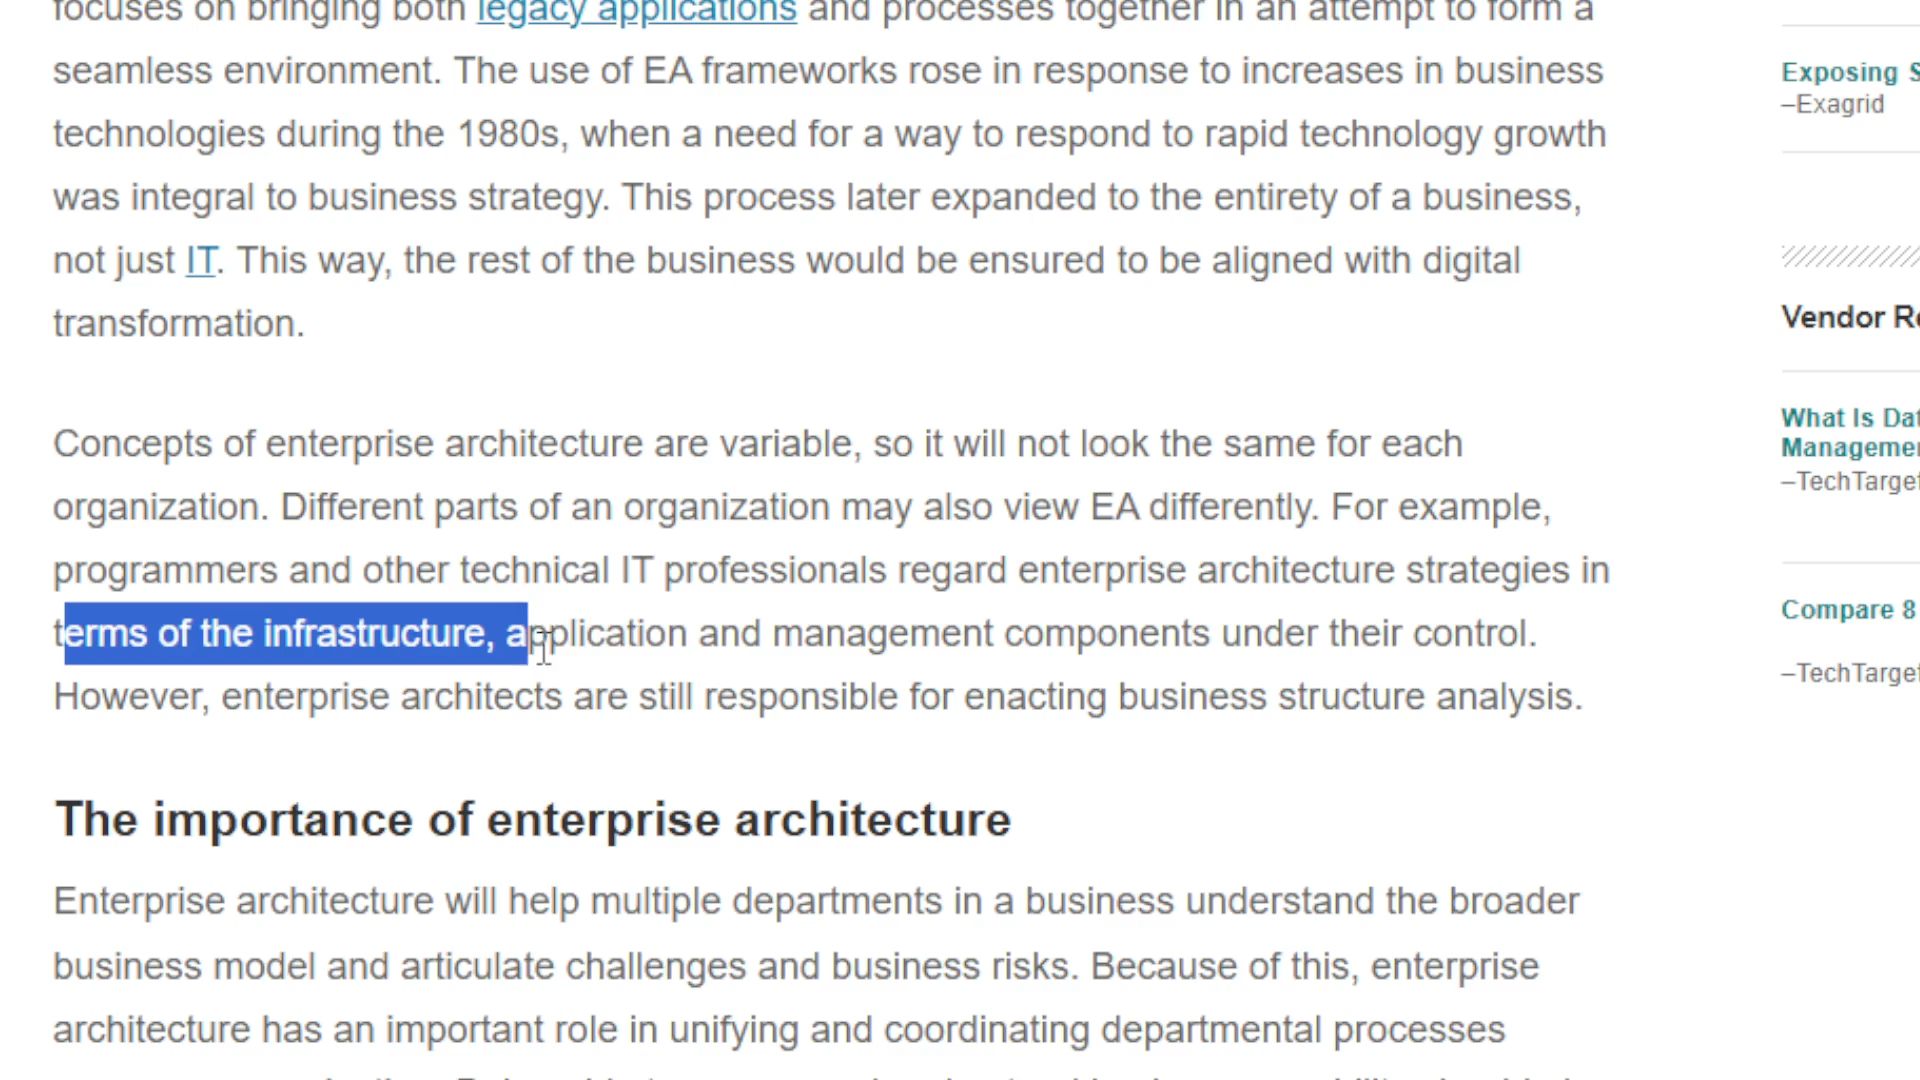 focuses on bringing both legacy applications and processes together in an attempt to form a
seamless environment. The use of EA frameworks rose in response to increases in business
technologies during the 1980s, when a need for a way to respond to rapid technology growth
was integral to business strategy. This process later expanded to the entirety of a business,
not just IT. This way, the rest of the business would be ensured to be aligned with digital
transformation.
Concepts of enterprise architecture are variable, so it will not look the same for each
organization. Different parts of an organization may also view EA differently. For example,
programmers and other technical IT professionals regard enterprise architecture strategies in
terms of the infrastructure, application and management components under their control.
However, enterprise architects are still responsible for enacting business structure analysis.
The importance of enterprise architecture
Enterprise architecture will help multiple departments in a business understand the broader
business model and articulate challenges and business risks. Because of this, enterprise
architecture has an important role in unifying and coordinating departmental processes
Exposing S
–Exagrid
Vendor Re
What Is Dat
Managemen
–TechTarget
Compare 8
–TechTarget